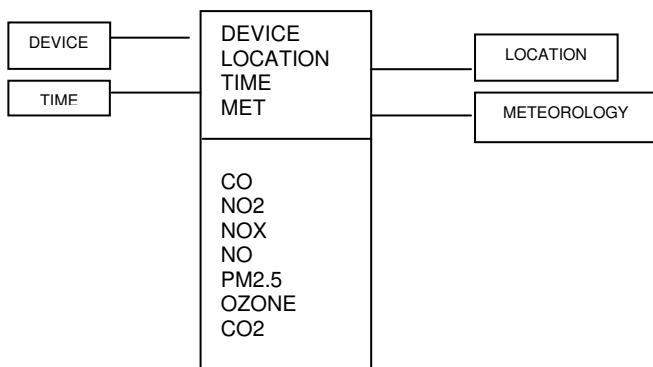 DEVICE
TIME
DEVICE
LOCATION
TIME
MET
CO
NO2
NOX
NO
PM2.5
OZONE
CO2
LOCATION
METEOROLOGY